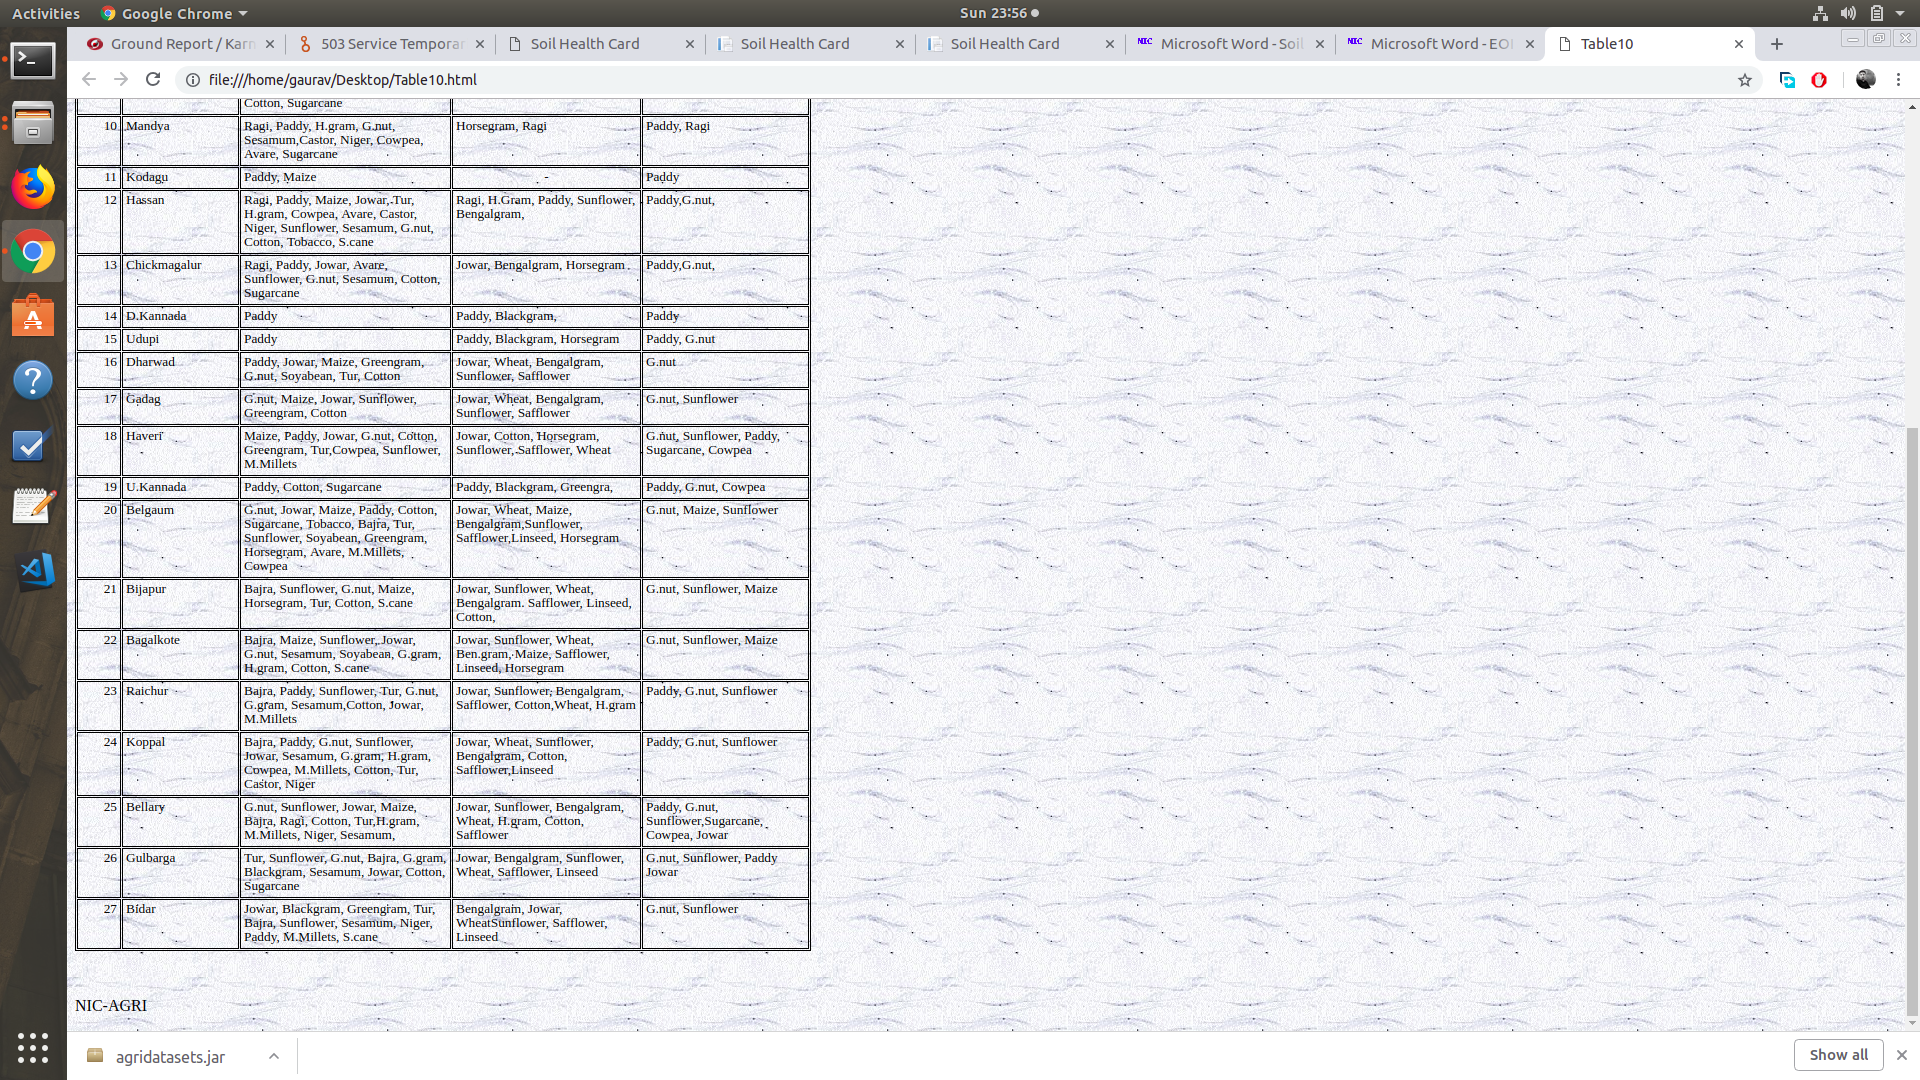 Activities Google Chrome Sun 23:56
Ground Report / Karn 503 Service Temporar Soil Health Card Soil Health Card Soil Health Card NIC Microsoft Word - Soil NIC Microsoft Word - EOI Table10
file:///home/gaurav/Desktop/Table10.html
Cotton, Sugarcane
10 Mandya Ragi, Paddy, H.gram, G.nut, Horsegram, Ragi Paddy, Ragi
Sesamum,Castor, Niger, Cowpea,
Avare, Sugarcane
11 Kodagu Paddy, Maize - Paddy
12 Hassan Ragi, Paddy, Maize, Jowar, Tur, Ragi, H.Gram, Paddy, Sunflower, Paddy,G.nut,
H.gram, Cowpea, Avare, Castor, Bengalgram,
Niger, Sunflower, Sesamum, G.nut,
Cotton, Tobacco, S.cane
13 Chickmagalur Ragi, Paddy, Jowar, Avare, Jowar, Bengalgram, Horsegram Paddy,G.nut,
Sunflower, G.nut, Sesamum, Cotton,
Sugarcane
14 D.Kannada Paddy Paddy, Blackgram, Paddy
15 Udupi Paddy Paddy, Blackgram, Horsegram Paddy, G.nut
16 Dharwad Paddy, Jowar, Maize, Greengram, Jowar, Wheat, Bengalgram, G.nut
G.nut, Soyabean, Tur, Cotton Sunflower, Safflower
17 Gadag G.nut, Maize, Jowar, Sunflower, Jowar, Wheat, Bengalgram, G.nut, Sunflower
Greengram, Cotton Sunflower, Safflower
18 Haveri Maize, Paddy, Jowar, G.nut, Cotton, Jowar, Cotton, Horsegram, G.nut, Sunflower, Paddy,
Greengram, Tur,Cowpea, Sunflower, Sunflower, Safflower, Wheat Sugarcane, Cowpea
M.Millets
19 U.Kannada Paddy, Cotton, Sugarcane Paddy, Blackgram, Greengra, Paddy, G.nut, Cowpea
20 Belgaum G.nut, Jowar, Maize, Paddy, Cotton, Jowar, Wheat, Maize, G.nut, Maize, Sunflower
Sugarcane, Tobacco, Bajra, Tur, Bengalgram,Sunflower,
Sunflower, Soyabean, Greengram, Safflower,Linseed, Horsegram
Horsegram, Avare, M.Millets,
Cowpea
21 Bijapur Bajra, Sunflower, G.nut, Maize, Jowar, Sunflower, Wheat, G.nut, Sunflower, Maize
Horsegram, Tur, Cotton, S.cane Bengalgram. Safflower, Linseed,
Cotton,
22 Bagalkote Bajra, Maize, Sunflower, Jowar, Jowar, Sunflower, Wheat, G.nut, Sunflower, Maize
G.nut, Sesamum, Soyabean, G.gram, Ben.gram, Maize, Safflower,
H.gram, Cotton, S.cane Linseed, Horsegram
23 Raichur Bajra, Paddy, Sunflower, Tur, G.nut, Jowar, Sunflower, Bengalgram, Paddy, G.nut, Sunflower
G.gram, Sesamum,Cotton, Jowar, Safflower, Cotton,Wheat, H.gram
M.Millets
24 Koppal Bajra, Paddy, G.nut, Sunflower, Jowar, Wheat, Sunflower, Paddy, G.nut, Sunflower
Jowar, Sesamum, G.gram, H.gram, Bengalgram, Cotton,
Cowpea, M.Millets, Cotton, Tur, Safflower,Linseed
Castor, Niger
25 Bellary G.nut, Sunflower, Jowar, Maize, Jowar, Sunflower, Bengalgram, Paddy, G.nut,
Bajra, Ragi, Cotton, Tur,H.gram, Wheat, H.gram, Cotton, Sunflower,Sugarcane,
M.Millets, Niger, Sesamum, Safflower Cowpea, Jowar
26 Gulbarga Tur, Sunflower, G.nut, Bajra, G.gram, Jowar, Bengalgram, Sunflower, G.nut, Sunflower, Paddy
Blackgram, Sesamum, Jowar, Cotton, Wheat, Safflower, Linseed Jowar
Sugarcane
27 Bidar Jowar, Blackgram, Greengram, Tur, Bengalgram, Jowar, G.nut, Sunflower
Bajra, Sunflower, Sesamum, Niger, WheatSunflower, Safflower,
Paddy, M.Millets, S.cane Linseed
NIC-AGRI
agridatasets.jar Show all